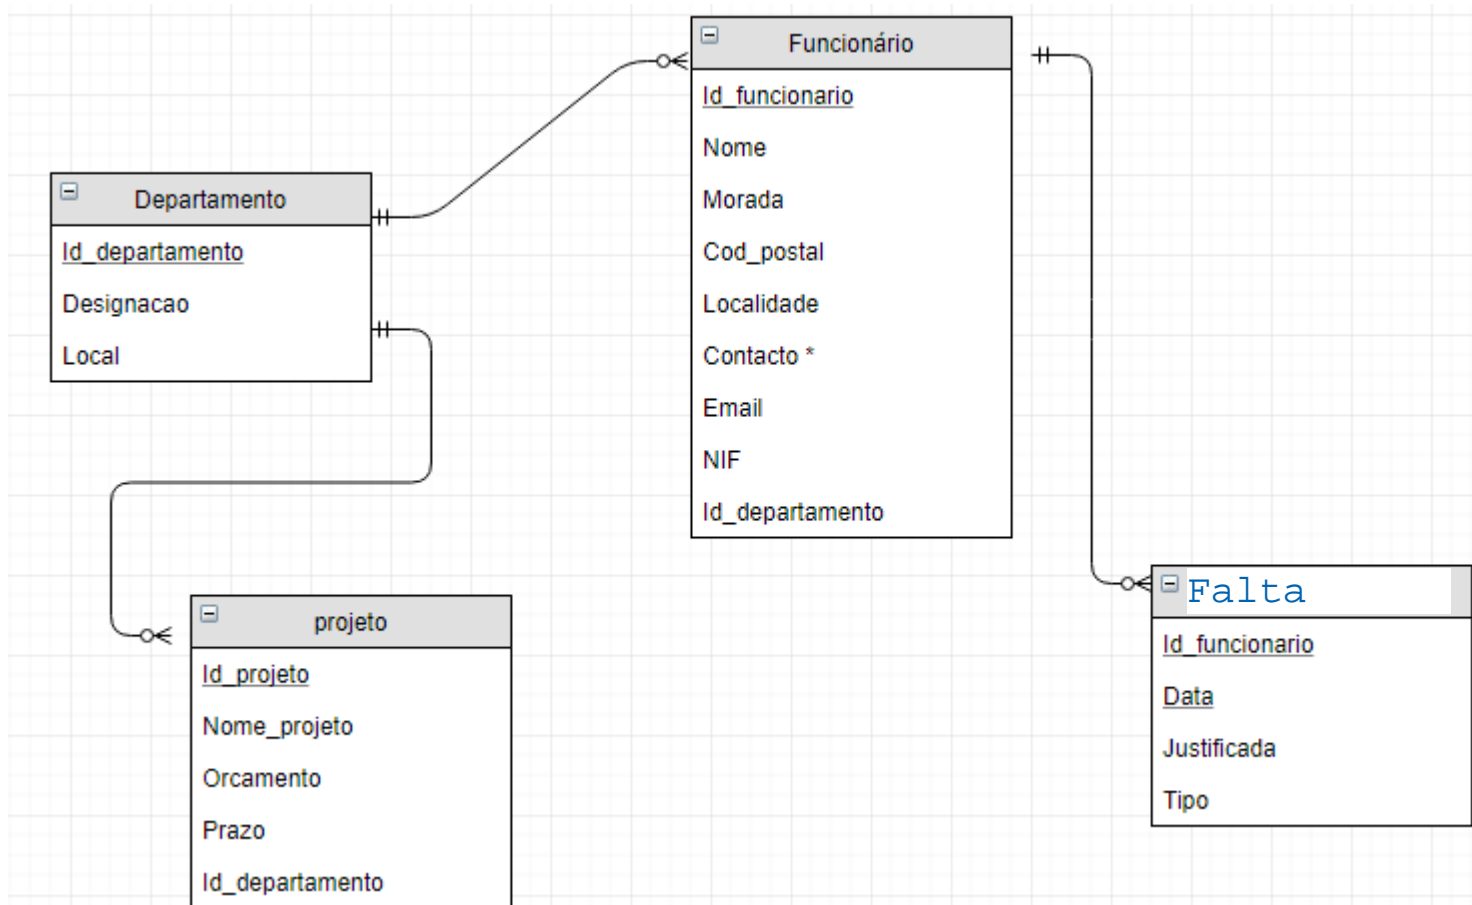 Departamento
Id_departamento
Designacao
Local
Funcionário
Id_funcionario
Nome
Morada
Cod_postal
Localidade
Contacto *
Email
NIF
Id_departamento
projeto
Id_projeto
Nome_projeto
Orcamento
Prazo
Id_departamento
Falta
Id_funcionario
Data
Justificada
Tipo